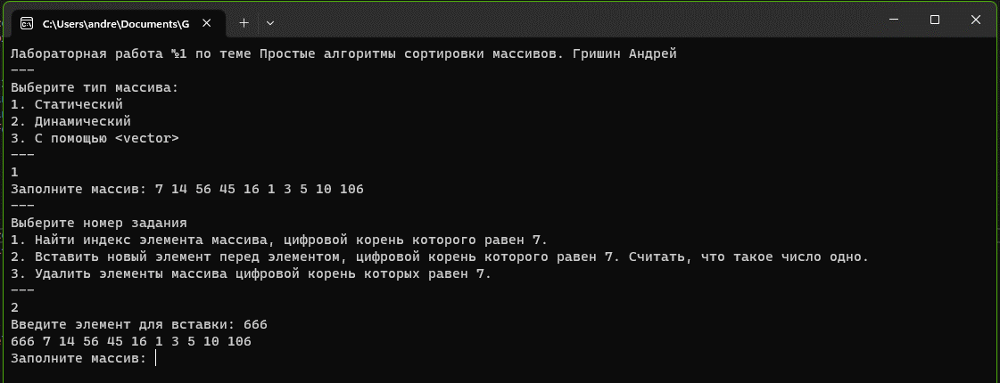 C:\Users\andre\Documents\G
Лабораторная работа №1 по теме Простые алгоритмы сортировки массивов. Гришин Андрей
---
Выберите тип массива:
1. Статический
2. Динамический
3. С помощью <vector>
---
1
Заполните массив: 7 14 56 45 16 1 3 5 10 106
---
Выберите номер задания
1. Найти индекс элемента массива, цифровой корень которого равен 7.
2. Вставить новый элемент перед элементом, цифровой корень которого равен 7. Считать, что такое число одно.
3. Удалить элементы массива цифровой корень которых равен 7.
---
2
Введите элемент для вставки: 666
666 7 14 56 45 16 1 3 5 10 106
Заполните массив: